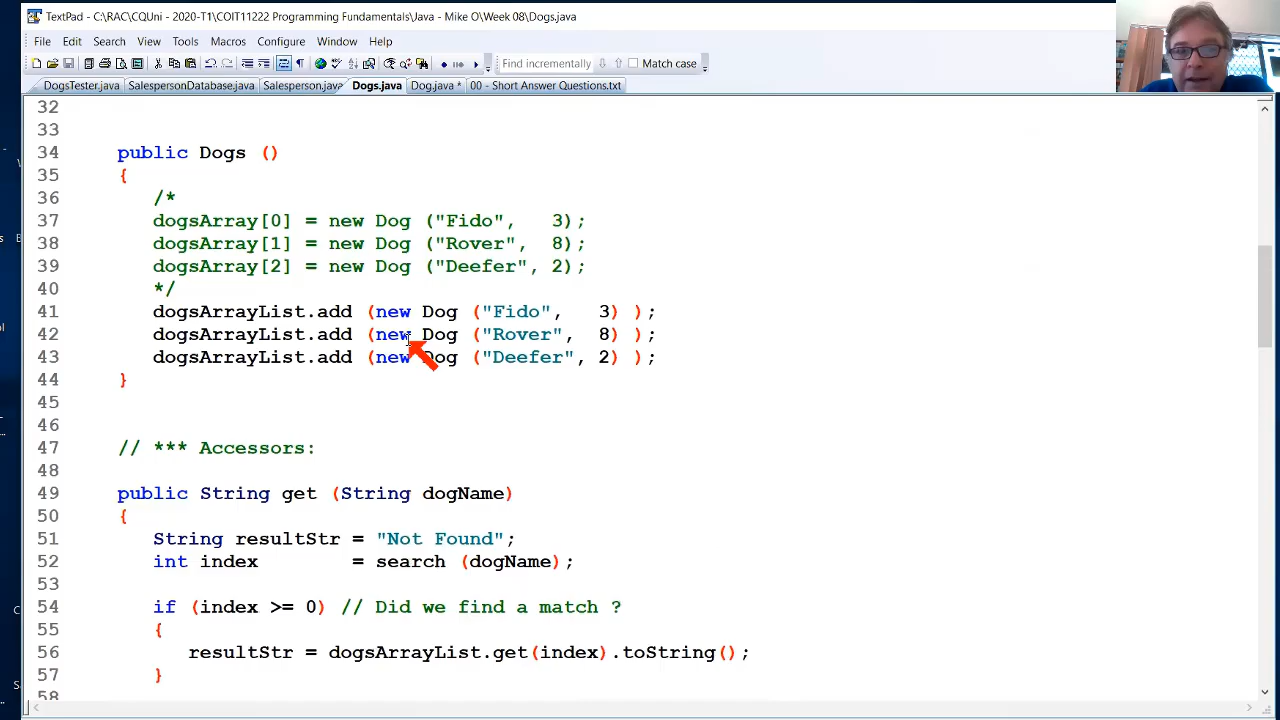 TextPad - C:\RAC\CQUni - 2020-T1\COIT11222 Programming Fundamentals\Java - Mike O\Week 08\Dogs.java
File Edit Search View Tools Macros Configure Window Help
Find incrementally Match case
DogsTester.java SalespersonDatabase.java Salesperson.java Dogs.java Dog.java * 00 - Short Answer Questions.txt
32
33
34 public Dogs ()
35 {
36 /*
37 dogsArray[0] = new Dog ("Fido", 3);
38 dogsArray[1] = new Dog ("Rover", 8);
39 dogsArray[2] = new Dog ("Deefer", 2);
40 */
41 dogsArrayList.add (new Dog ("Fido", 3) );
42 dogsArrayList.add (new Dog ("Rover", 8) );
43 dogsArrayList.add (new Dog ("Deefer", 2) );
44 }
45
46
47 // *** Accessors:
48
49 public String get (String dogName)
50 {
51 String resultStr = "Not Found";
52 int index = search (dogName);
53
54 if (index >= 0) // Did we find a match ?
55 {
56 resultStr = dogsArrayList.get(index).toString();
57 }
58